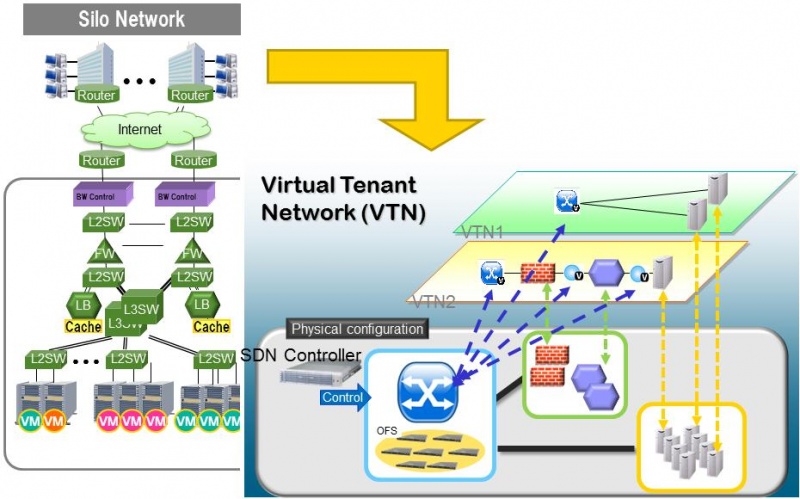 Silo Network
Router
Router
Internet
Router
Router
BW Control
BW Control
L2SW
L2SW
FW
FW
L2SW
L2SW
LB
LB
Cache
Cache
L3SW
L3SW
L2SW
L2SW
L2SW
VM
VM
VM
VM
VM
VM
VM
VM
Virtual Tenant
Network (VTN)
VTN1
V
VTN2
V
V
V
Physical configuration
SDN Controller
Control
OFS